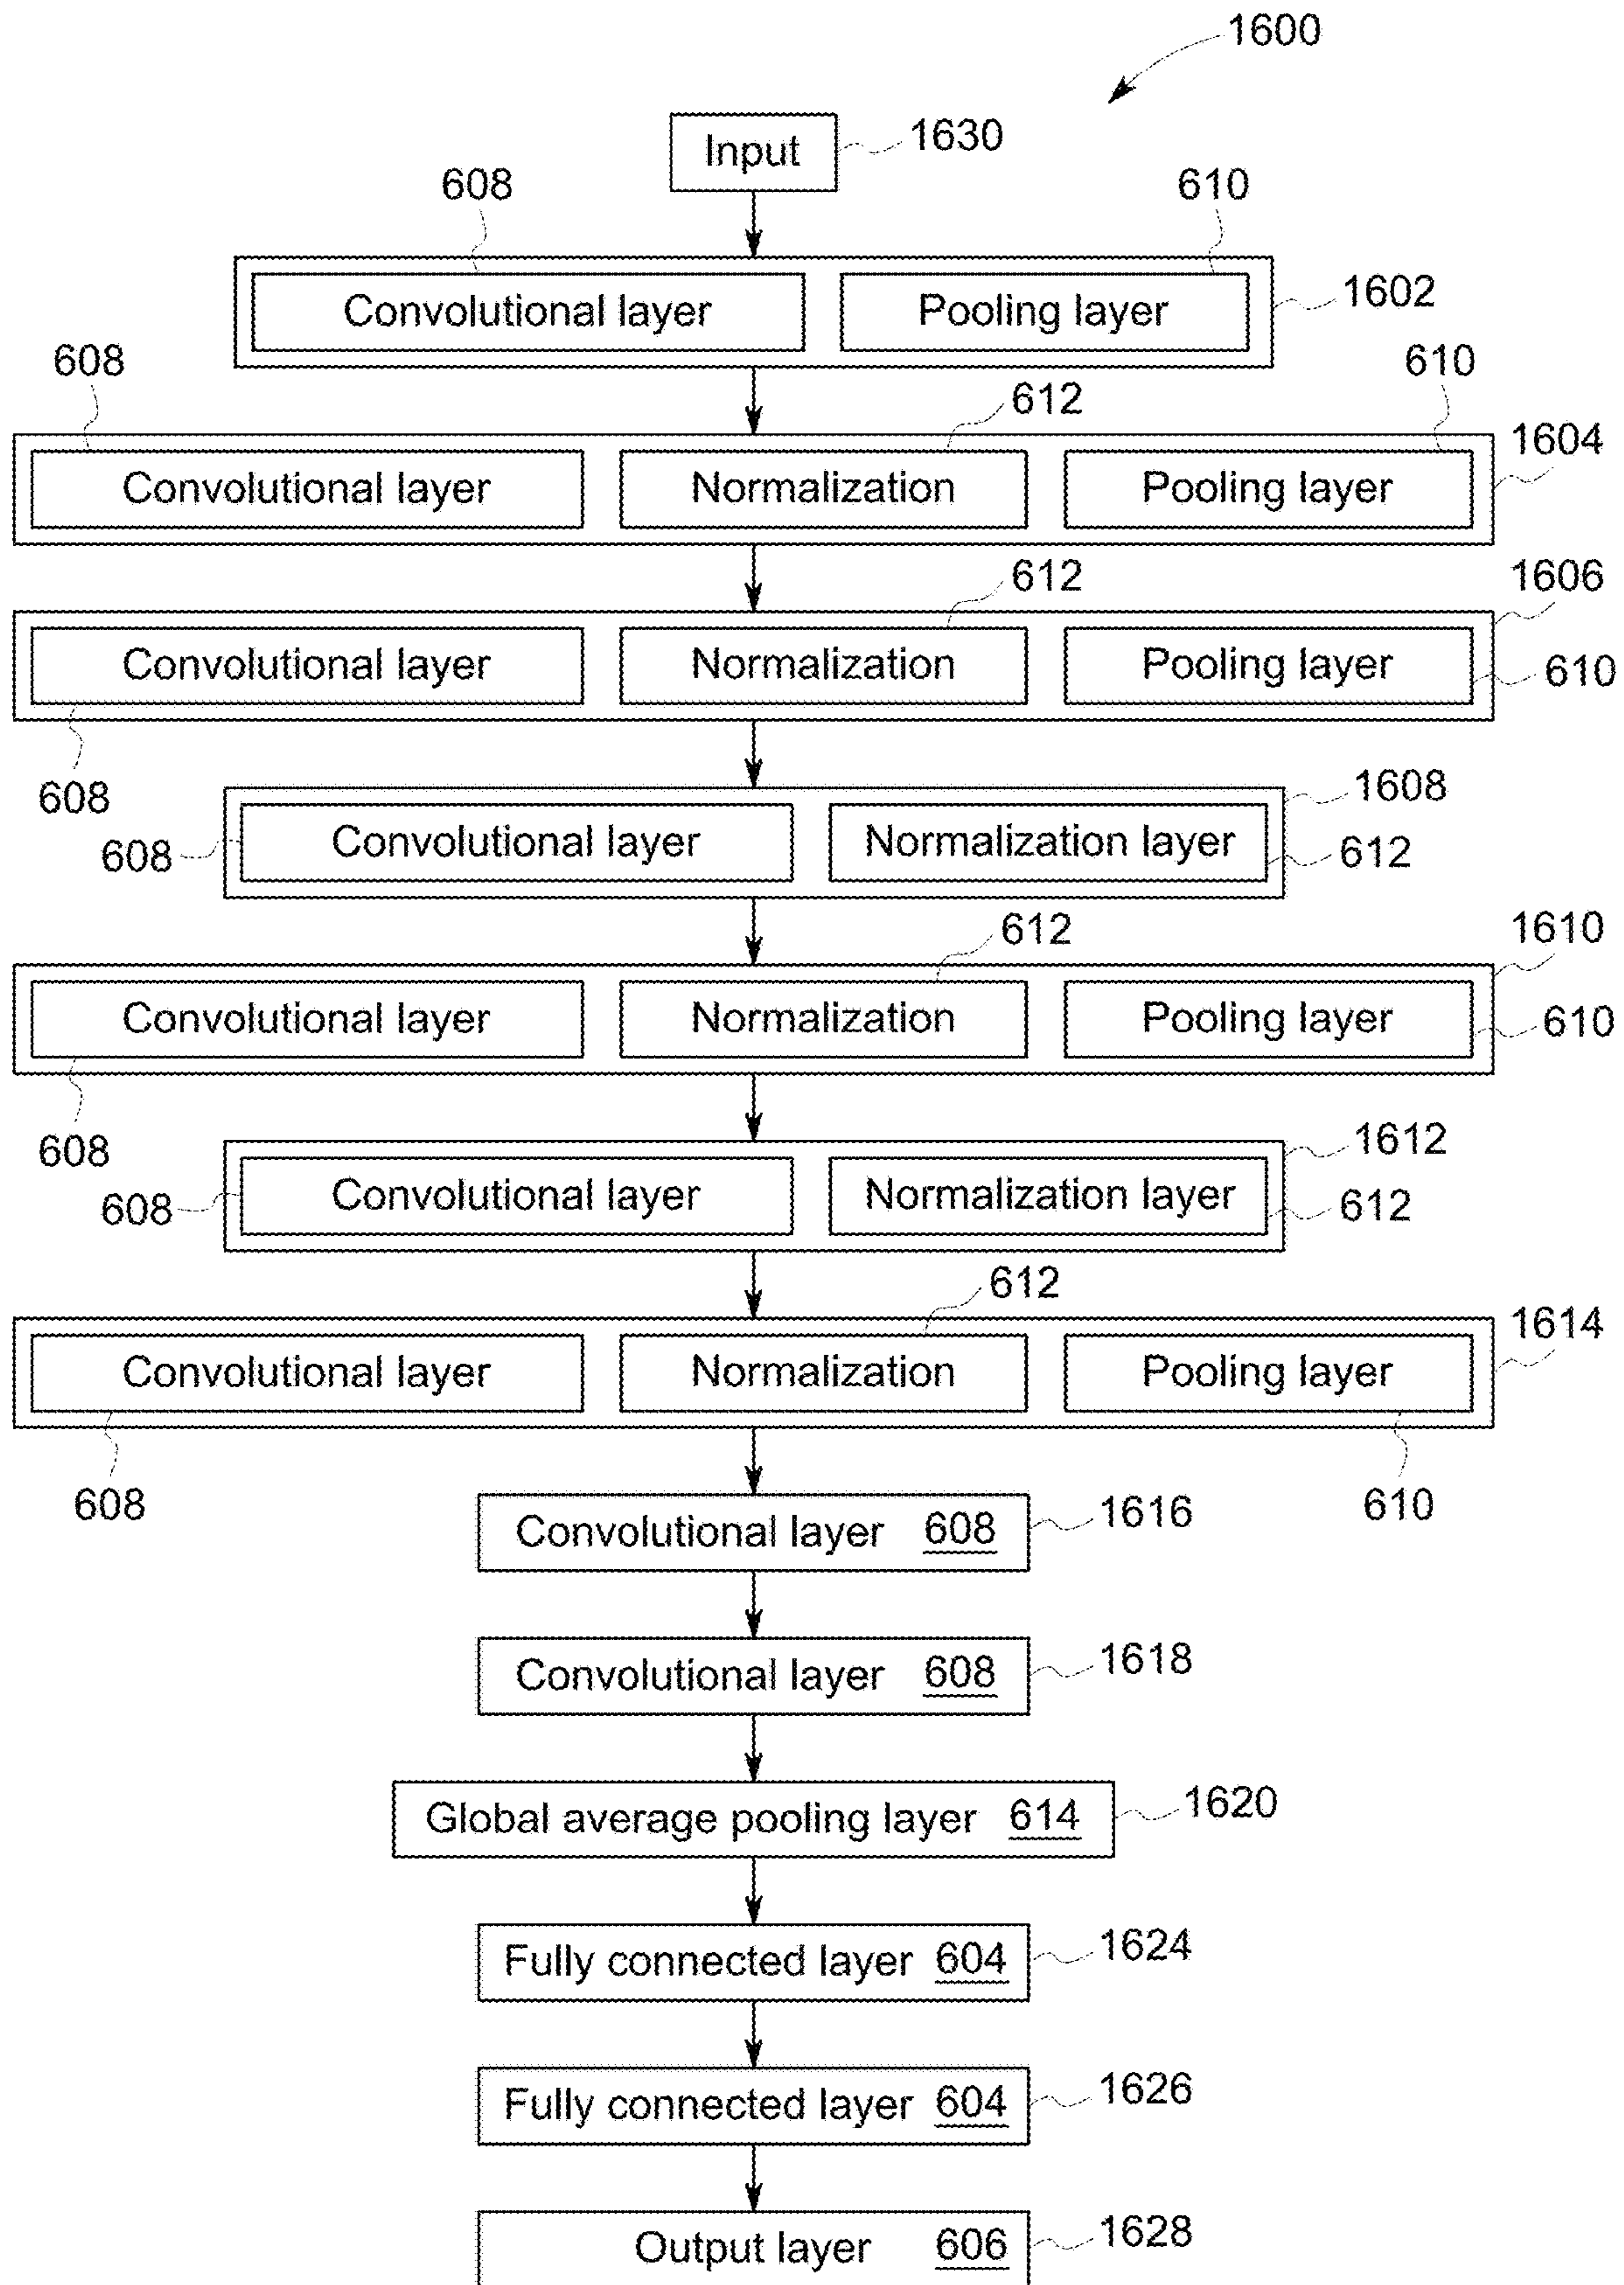 1600
Input
1630
608
610
Convolutional layer
Pooling layer
1602
608
612
610
1604
Convolutional layer
Normalization
Pooling layer
612
1606
Convolutional layer
Normalization
Pooling layer
610
608
1608
608
Convolutional layer
Normalization layer
612
612
1610
Convolutional layer
Normalization
Pooling layer
610
608
1612
608
Convolutional layer
Normalization layer
612
612
1614
Convolutional layer
Normalization
Pooling layer
608
610
Convolutional layer 608
1616
Convolutional layer 608
1618
Global average pooling layer 614
1620
Fully connected layer 604
1624
Fully connected layer 604
1626
Output layer 606
1628